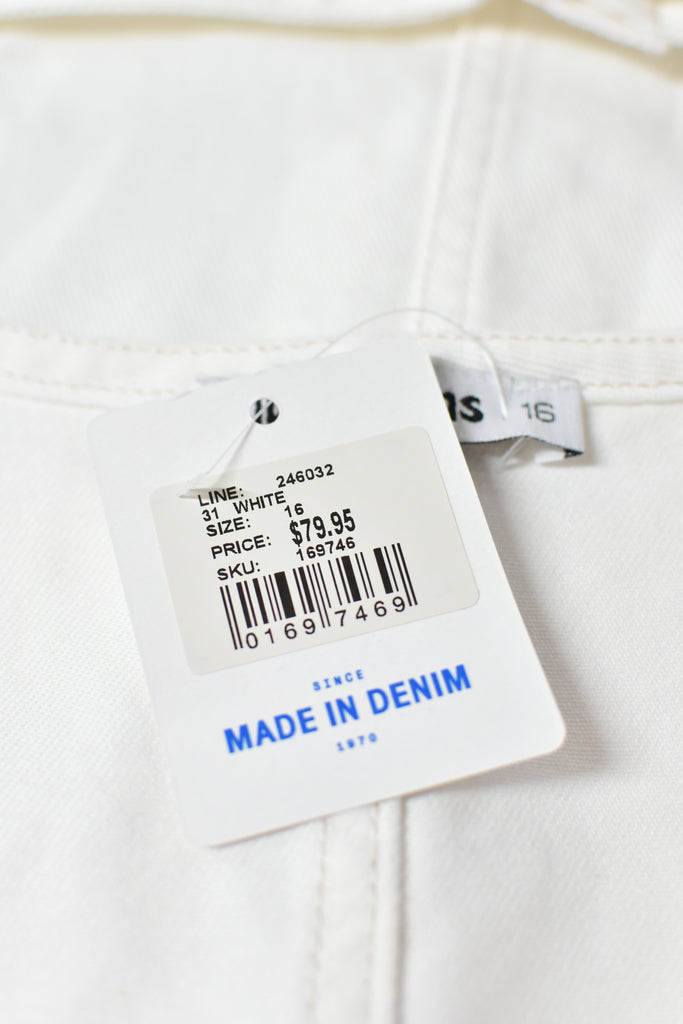 LINE: 246032
31 WHITE
SIZE: 16
PRICE: $79.95
SKU: 169746
0169 7469
SINCE
MADE IN DENIM
1970
16